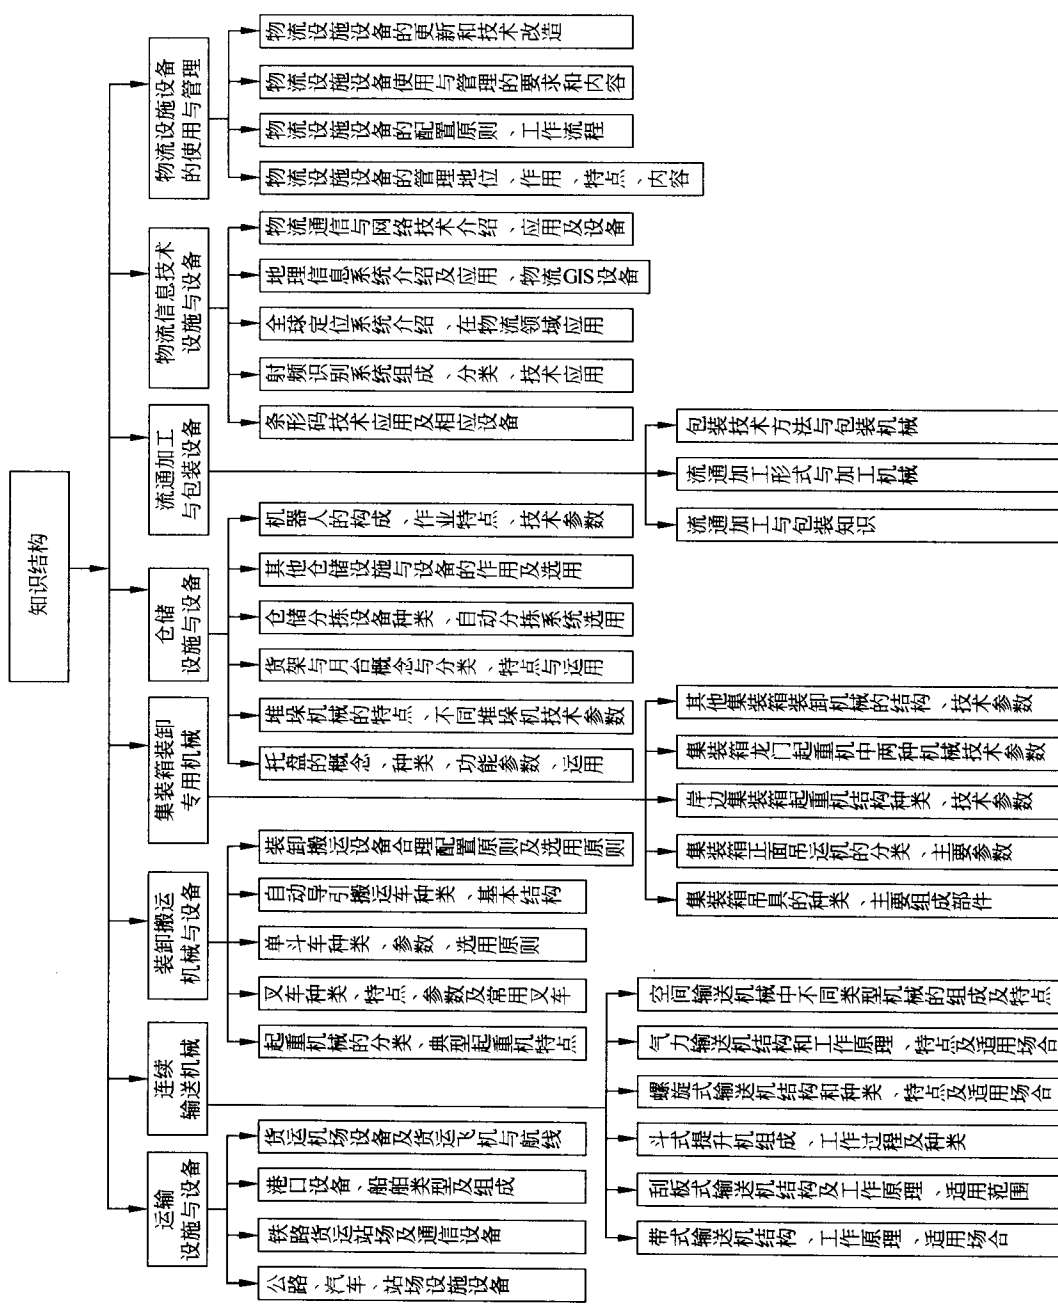 知识结构
运输
设施与设备
公路、汽车、站场设施设备
铁路货运站场及通信设备
港口设备、船舶类型及组成
货运机场设备及货运飞机与航线
连续
输送机械
带式输送机结构、工作原理、适用场合
刮板式输送机结构及工作原理、适用范围
斗式提升机组成、工作过程及种类
螺旋式输送机结构和种类、特点及适用场合
气力输送机结构和工作原理、特点及适用场合
空间输送机械中不同类型机械的组成及特点
装卸搬运
机械与设备
起重机械的分类、典型起重机特点
叉车种类、特点、参数及常用叉车
单斗车种类、参数、选用原则
自动导引搬运车种类、基本结构
装卸搬运设备合理配置原则及选用原则
集装箱装卸
专用机械
集装箱吊具的种类、主要组成部件
集装箱正面吊运机的分类、主要参数
岸边集装箱起重机结构种类、技术参数
集装箱龙门起重机中两种机械技术参数
其他集装箱装卸机械的结构、技术参数
仓储
设施与设备
托盘的概念、种类、功能参数、运用
堆垛机械的特点、不同堆垛机技术参数
货架与月台概念与分类、特点与运用
仓储分拣设备种类、自动分拣系统选用
其他仓储设施与设备的作用及选用
机器人的构成、作业特点、技术参数
流通加工
与包装设备
流通加工与包装知识
流通加工形式与加工机械
包装技术方法与包装机械
物流信息技术
设施与设备
条形码技术应用及相应设备
射频识别系统组成、分类、技术应用
全球定位系统介绍、在物流领域应用
地理信息系统介绍及应用、物流GIS设备
物流通信与网络技术介绍、应用及设备
物流设施设备
的使用与管理
物流设施设备的管理地位、作用、特点、内容
物流设施设备的配置原则、工作流程
物流设施设备使用与管理的要求和内容
物流设施设备的更新和技术改造